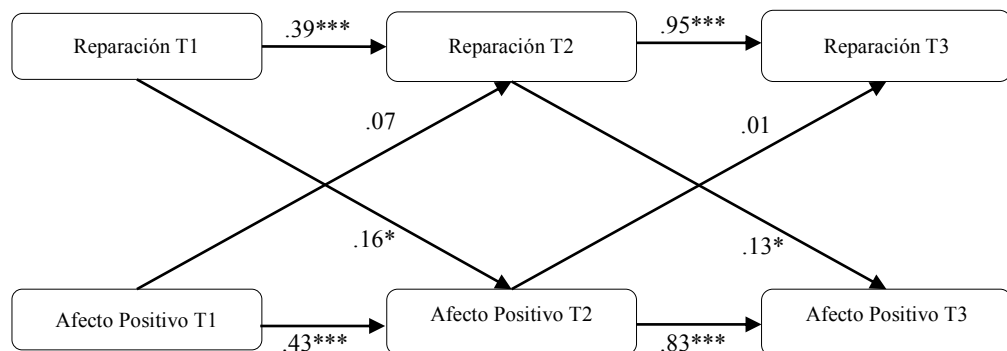 Reparación T1
.39***
Reparación T2
.95***
Reparación T3
.07
.01
.16*
.13*
Afecto Positivo T1
.43***
Afecto Positivo T2
.83***
Afecto Positivo T3